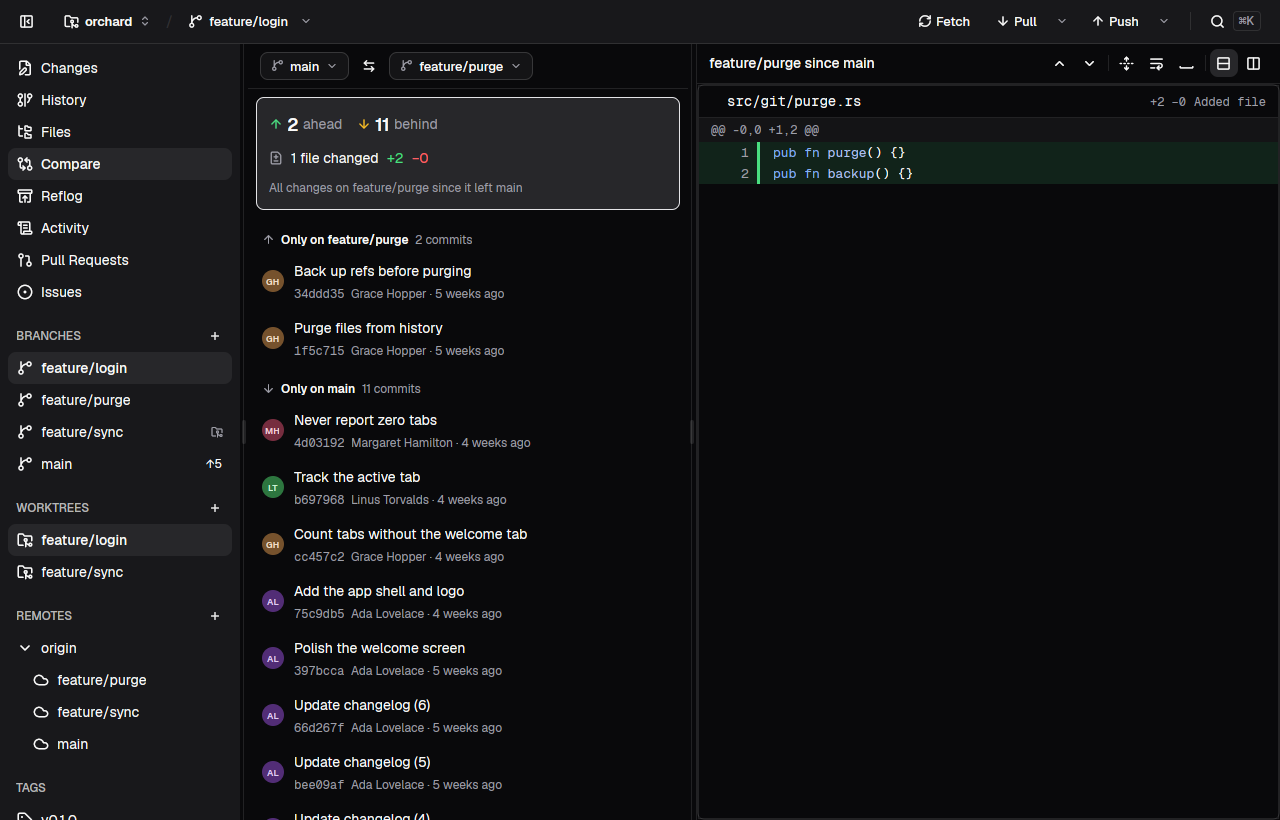 orchard / feature/login Fetch Pull Push ⌘K
Changes
History
Files
Compare
Reflog
Activity
Pull Requests
Issues
BRANCHES
feature/login
feature/purge
feature/sync
main ↑5
WORKTREES
feature/login
feature/sync
REMOTES
origin
feature/purge
feature/sync
main
TAGS
v0.1.0
main feature/purge
↑ 2 ahead ↓ 11 behind
1 file changed +2 −0
All changes on feature/purge since it left main
↑ Only on feature/purge 2 commits
GH Back up refs before purging
34ddd35 Grace Hopper · 5 weeks ago
GH Purge files from history
1f5c715 Grace Hopper · 5 weeks ago
↓ Only on main 11 commits
MH Never report zero tabs
4d03192 Margaret Hamilton · 4 weeks ago
LT Track the active tab
b697968 Linus Torvalds · 4 weeks ago
GH Count tabs without the welcome tab
cc457c2 Grace Hopper · 4 weeks ago
AL Add the app shell and logo
75c9db5 Ada Lovelace · 4 weeks ago
AL Polish the welcome screen
397bcca Ada Lovelace · 5 weeks ago
AL Update changelog (6)
66d267f Ada Lovelace · 5 weeks ago
AL Update changelog (5)
bee09af Ada Lovelace · 5 weeks ago
Update changelog (4)
feature/purge since main
src/git/purge.rs +2 −0 Added file
@@ -0,0 +1,2 @@
1 pub fn purge() {}
2 pub fn backup() {}